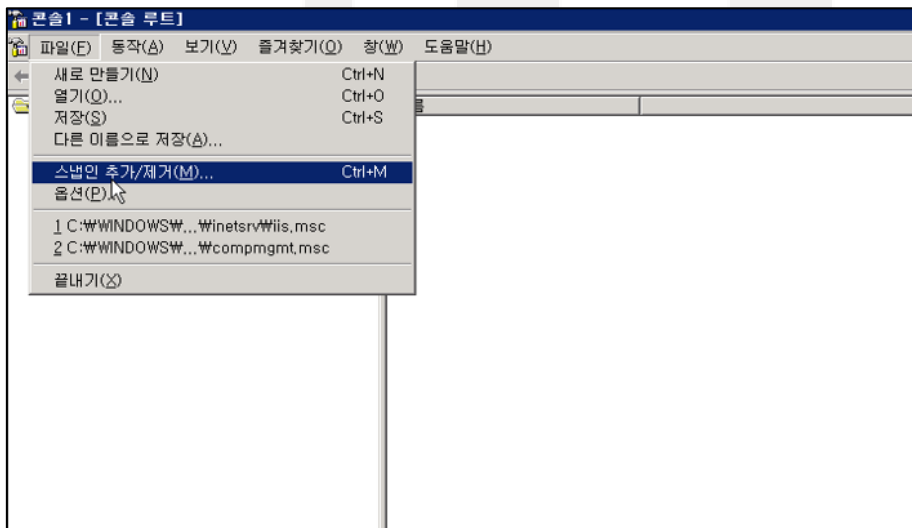 콘솔1 - [콘솔 루트]
파일(F) 동작(A) 보기(V) 즐겨찾기(O) 창(W) 도움말(H)
새로 만들기(N) Ctrl+N
열기(O)... Ctrl+O
저장(S) Ctrl+S
다른 이름으로 저장(A)...
스냅인 추가/제거(M)... Ctrl+M
옵션(P)...
1 C:₩WINDOWS₩...₩inetsrv₩iis.msc
2 C:₩WINDOWS₩...₩compmgmt.msc
끝내기(X)